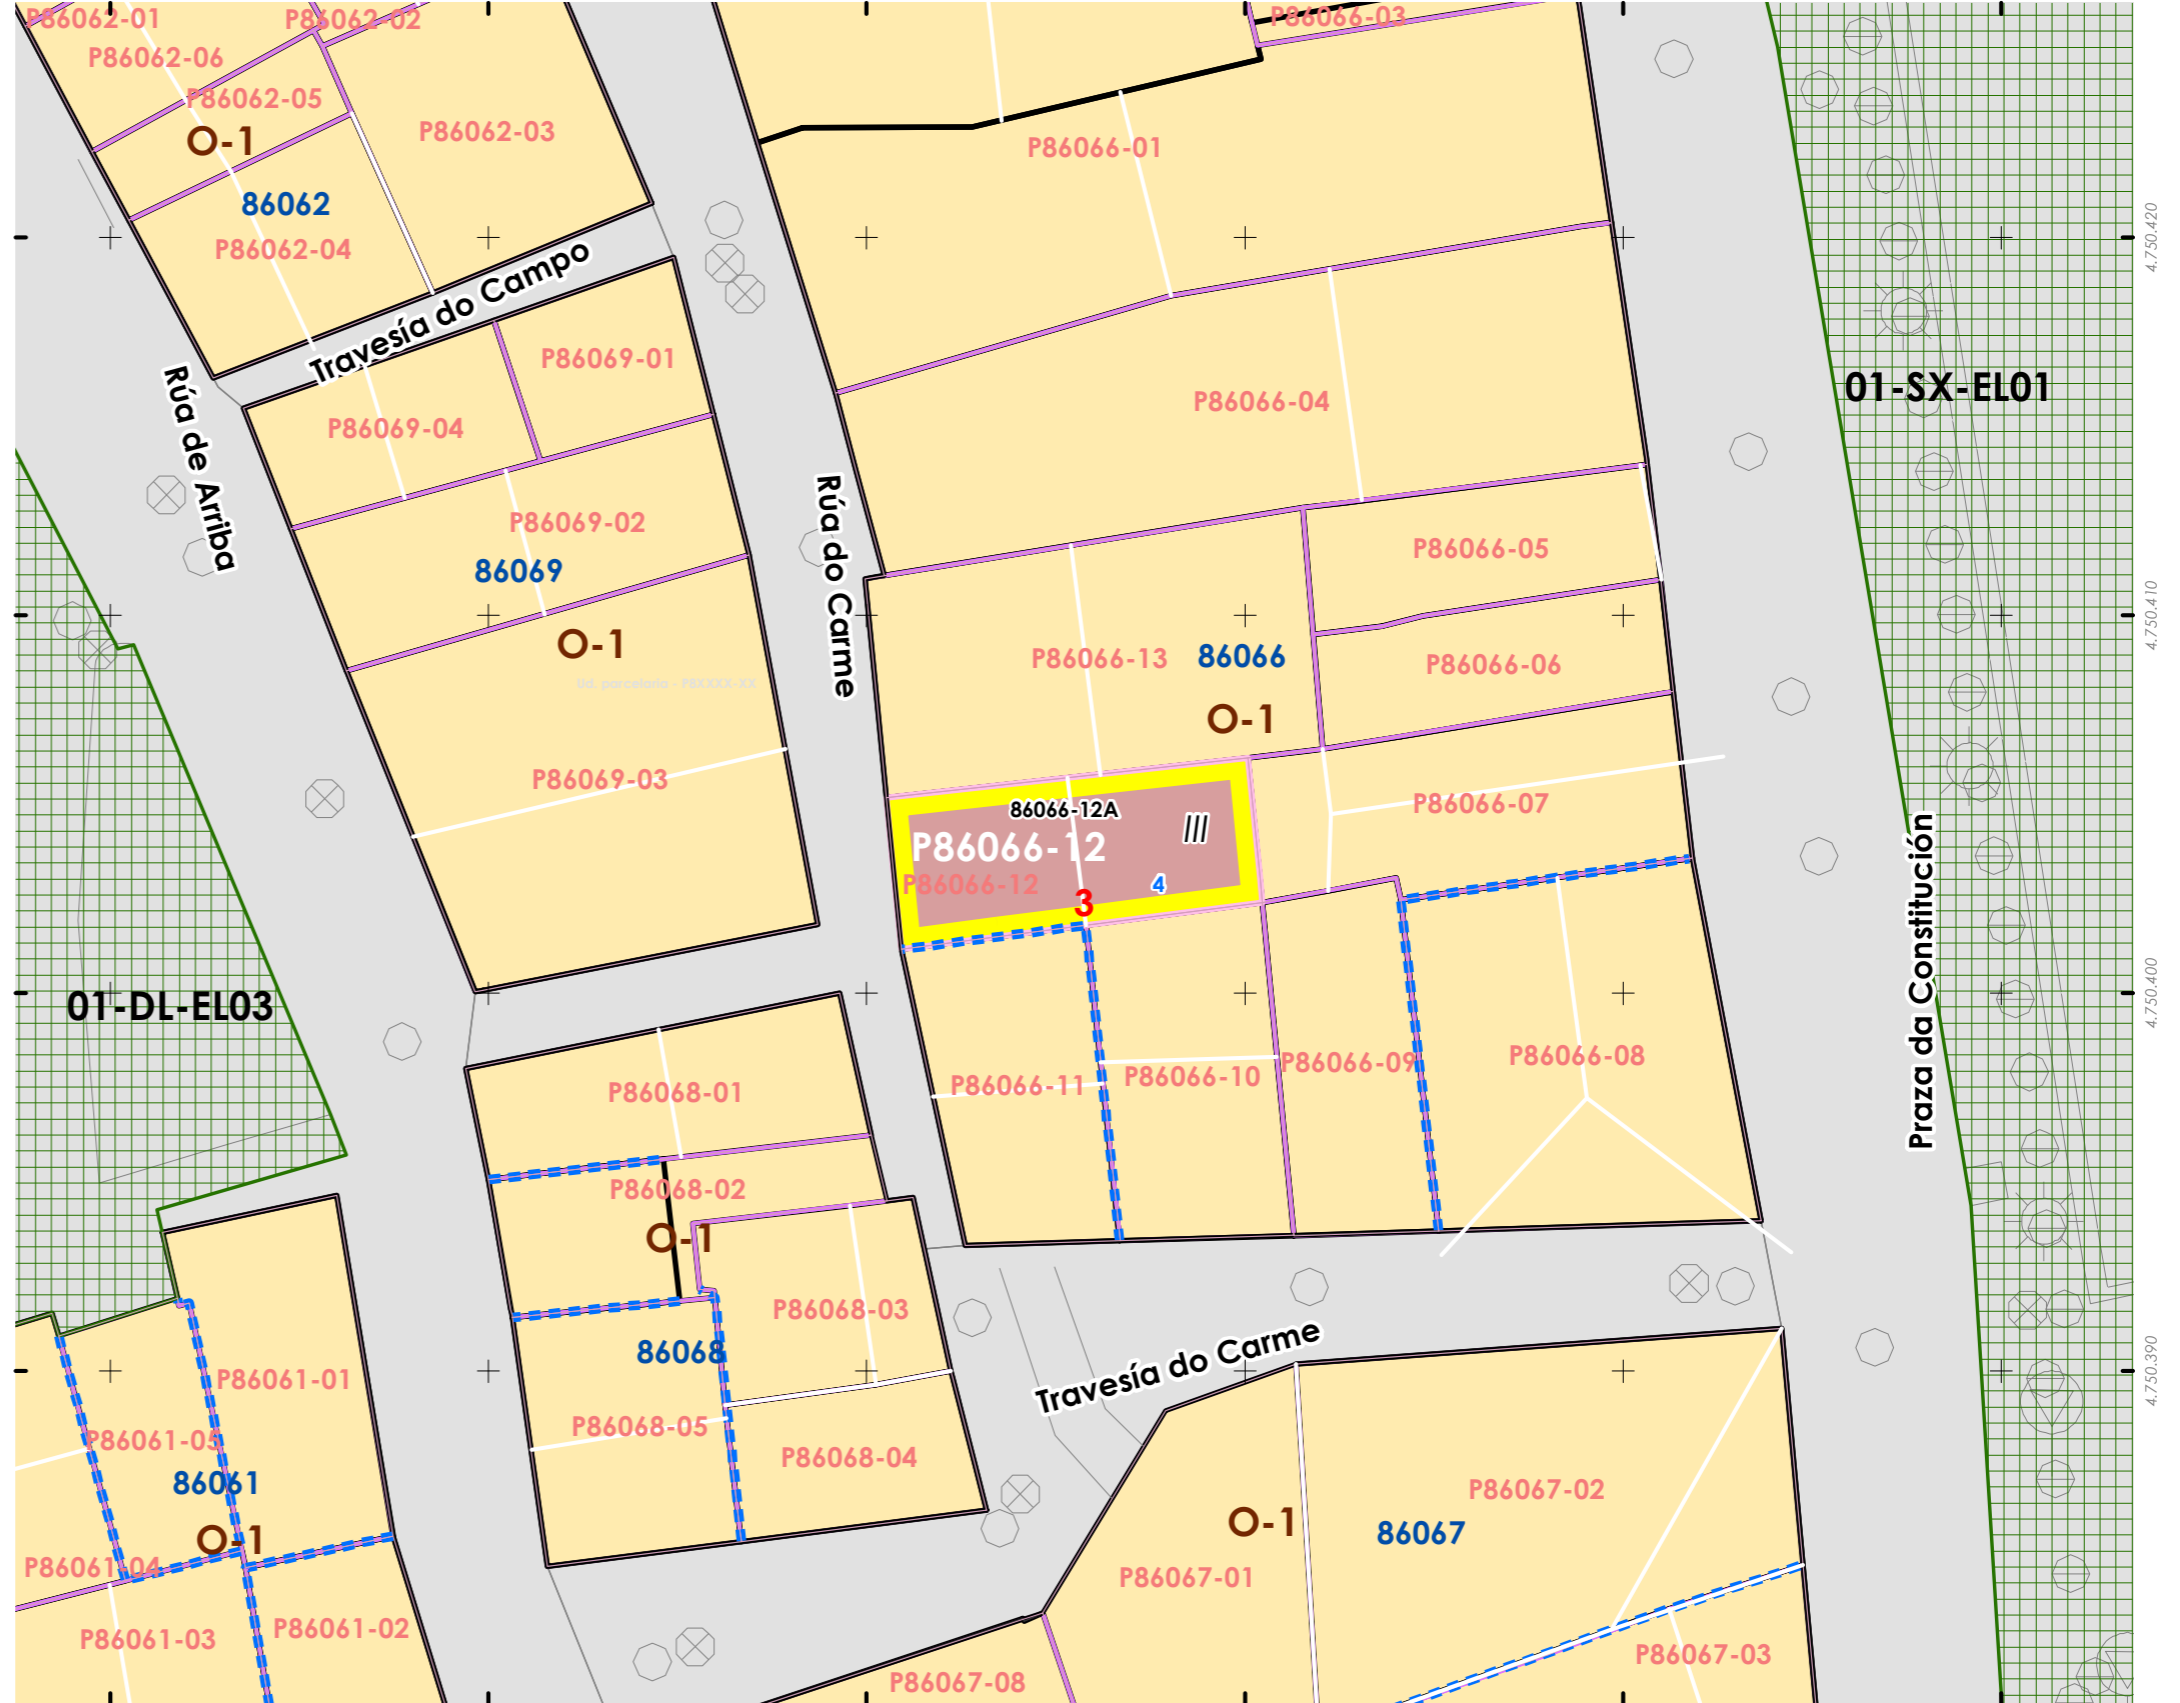 P86062-01
P86062-02
P86066-03
P86062-06
P86062-05
O-1
P86062-03
P86066-01
86062
P86062-04
4.750.420
Travesía do Campo
P86069-01
01-SX-EL01
P86066-04
Rúa de Arriba
P86069-04
P86069-02
Rúa do Carme
P86066-05
86069
4.750.410
O-1
P86066-13
86066
P86066-06
Ud. parcelaria - P8XXXX-XX
O-1
P86069-03
86066-12A
III
P86066-07
P86066-12
P86066-12
4
3
Praza da Constitución
01-DL-EL03
4.750.400
P86066-11
P86066-10
P86066-09
P86066-08
P86068-01
P86068-02
O-1
P86068-03
86068
Travesía do Carme
4.750.390
P86061-01
P86068-05
P86061-05
P86068-04
86061
P86067-02
O-1
O-1
86067
P86061-04
P86067-01
P86061-03
P86061-02
P86067-03
P86067-08